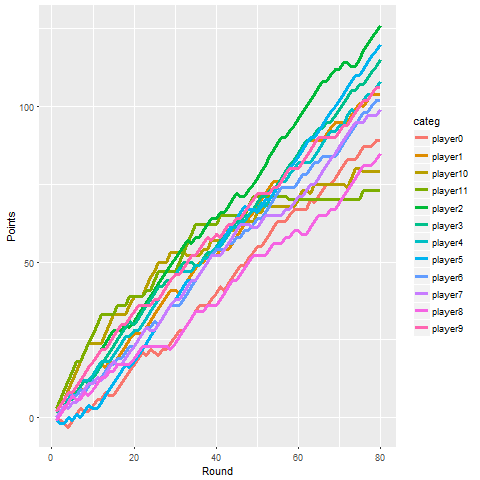 100
50
0
Points
0
20
40
60
80
Round
categ
player0
player1
player10
player11
player2
player3
player4
player5
player6
player7
player8
player9